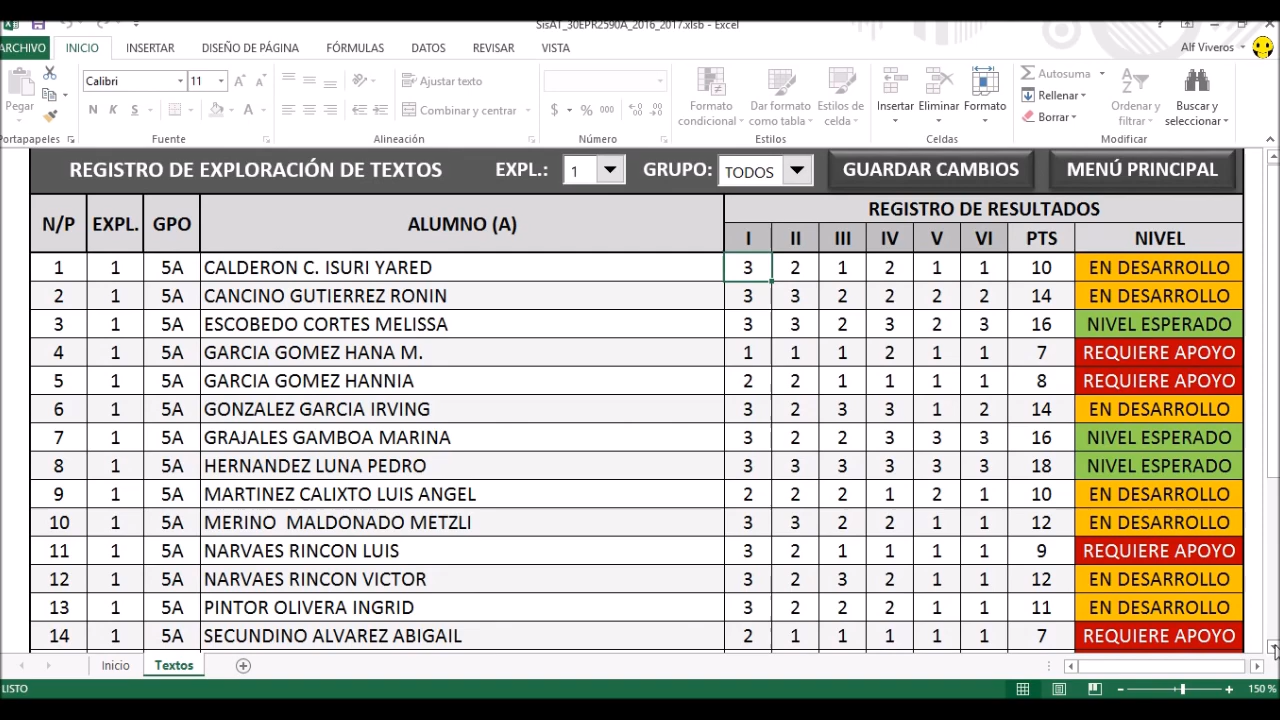 SisAT_30EPR2590A_2016_2017.xlsb - Excel
ARCHIVO INICIO INSERTAR DISEÑO DE PÁGINA FÓRMULAS DATOS REVISAR VISTA Alf Viveros
Pegar
Calibri 11
N K S
Ajustar texto
Combinar y centrar
$ % 000
Formato condicional
Dar formato como tabla
Estilos de celda
Insertar Eliminar Formato
Autosuma
Rellenar
Borrar
Ordenar y filtrar
Buscar y seleccionar
Portapapeles Fuente Alineación Número Estilos Celdas Modificar
REGISTRO DE EXPLORACIÓN DE TEXTOS EXPL.: 1 GRUPO: TODOS GUARDAR CAMBIOS MENÚ PRINCIPAL
N/P EXPL. GPO ALUMNO (A) REGISTRO DE RESULTADOS
I II III IV V VI PTS NIVEL
1 1 5A CALDERON C. ISURI YARED 3 2 1 2 1 1 10 EN DESARROLLO
2 1 5A CANCINO GUTIERREZ RONIN 3 3 2 2 2 2 14 EN DESARROLLO
3 1 5A ESCOBEDO CORTES MELISSA 3 3 2 3 2 3 16 NIVEL ESPERADO
4 1 5A GARCIA GOMEZ HANA M. 1 1 1 2 1 1 7 REQUIERE APOYO
5 1 5A GARCIA GOMEZ HANNIA 2 2 1 1 1 1 8 REQUIERE APOYO
6 1 5A GONZALEZ GARCIA IRVING 3 2 3 3 1 2 14 EN DESARROLLO
7 1 5A GRAJALES GAMBOA MARINA 3 2 2 3 3 3 16 NIVEL ESPERADO
8 1 5A HERNANDEZ LUNA PEDRO 3 3 3 3 3 3 18 NIVEL ESPERADO
9 1 5A MARTINEZ CALIXTO LUIS ANGEL 2 2 2 1 2 1 10 EN DESARROLLO
10 1 5A MERINO MALDONADO METZLI 3 3 2 2 1 1 12 EN DESARROLLO
11 1 5A NARVAES RINCON LUIS 3 2 1 1 1 1 9 REQUIERE APOYO
12 1 5A NARVAES RINCON VICTOR 3 2 3 2 1 1 12 EN DESARROLLO
13 1 5A PINTOR OLIVERA INGRID 3 2 2 2 1 1 11 EN DESARROLLO
14 1 5A SECUNDINO ALVAREZ ABIGAIL 2 1 1 1 1 1 7 REQUIERE APOYO
Inicio Textos
LISTO 150 %